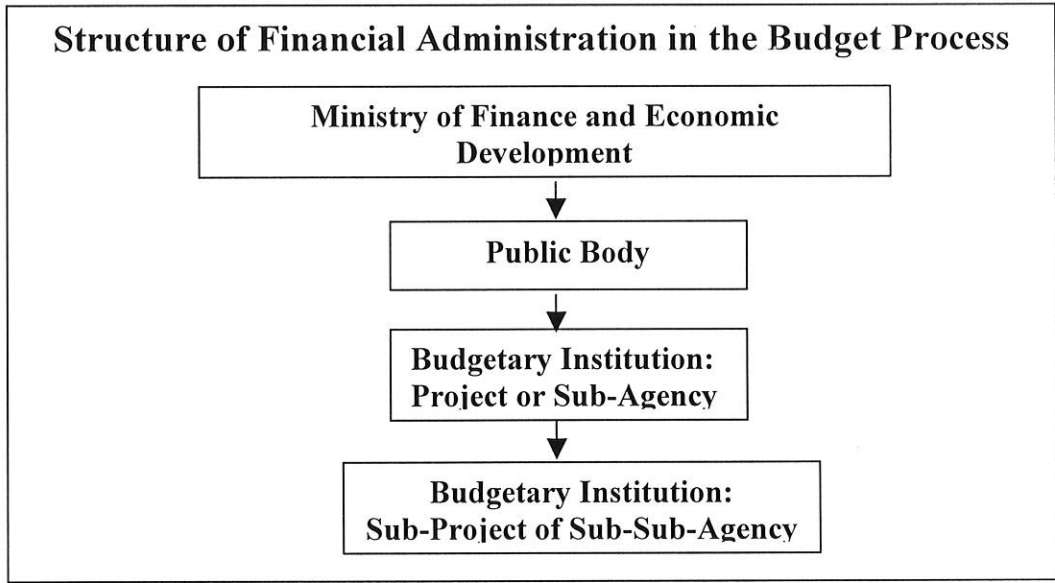 Structure of Financial Administration in the Budget Process
Ministry of Finance and Economic
Development
Public Body
Budgetary Institution:
Project or Sub-Agency
Budgetary Institution:
Sub-Project of Sub-Sub-Agency